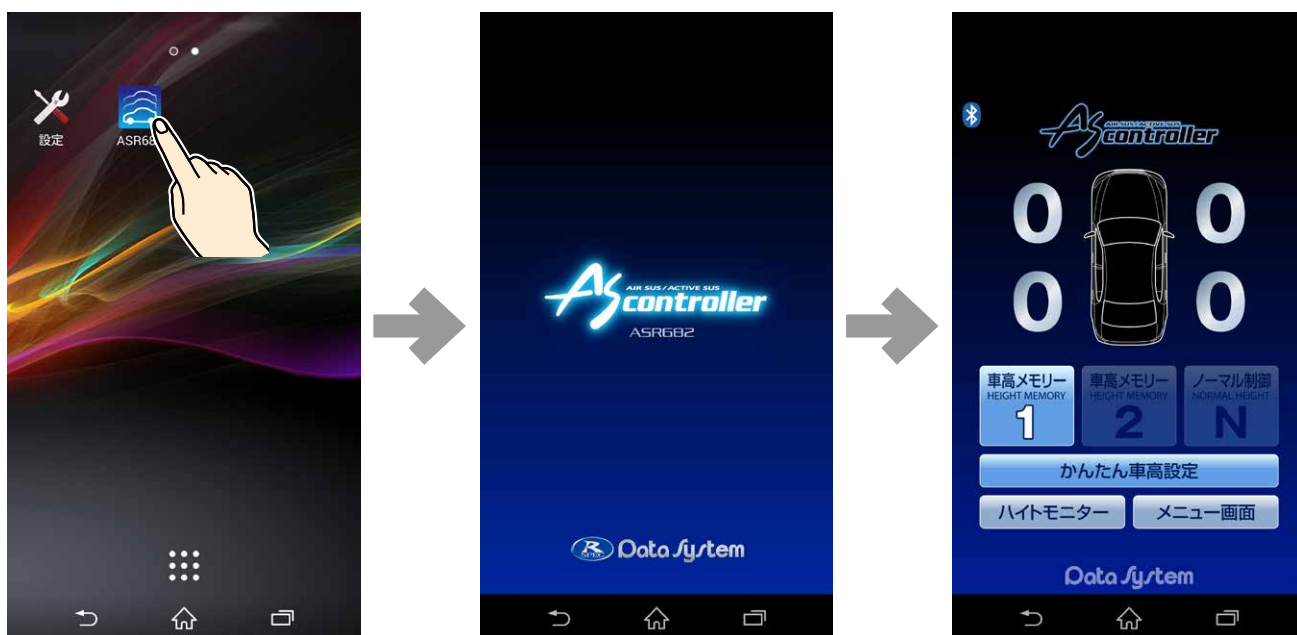 設定
ASR68
AS
AIR SUS/ACTIVE SUS
controller
ASR682
R
SPEC
Data System
AS
AIR SUS/ACTIVE SUS
controller
0
0
0
0
車高メモリー
HEIGHT MEMORY
1
車高メモリー
HEIGHT MEMORY
2
ノーマル制御
NORMAL HEIGHT
N
かんたん車高設定
ハイトモニター
メニュー画面
Data System